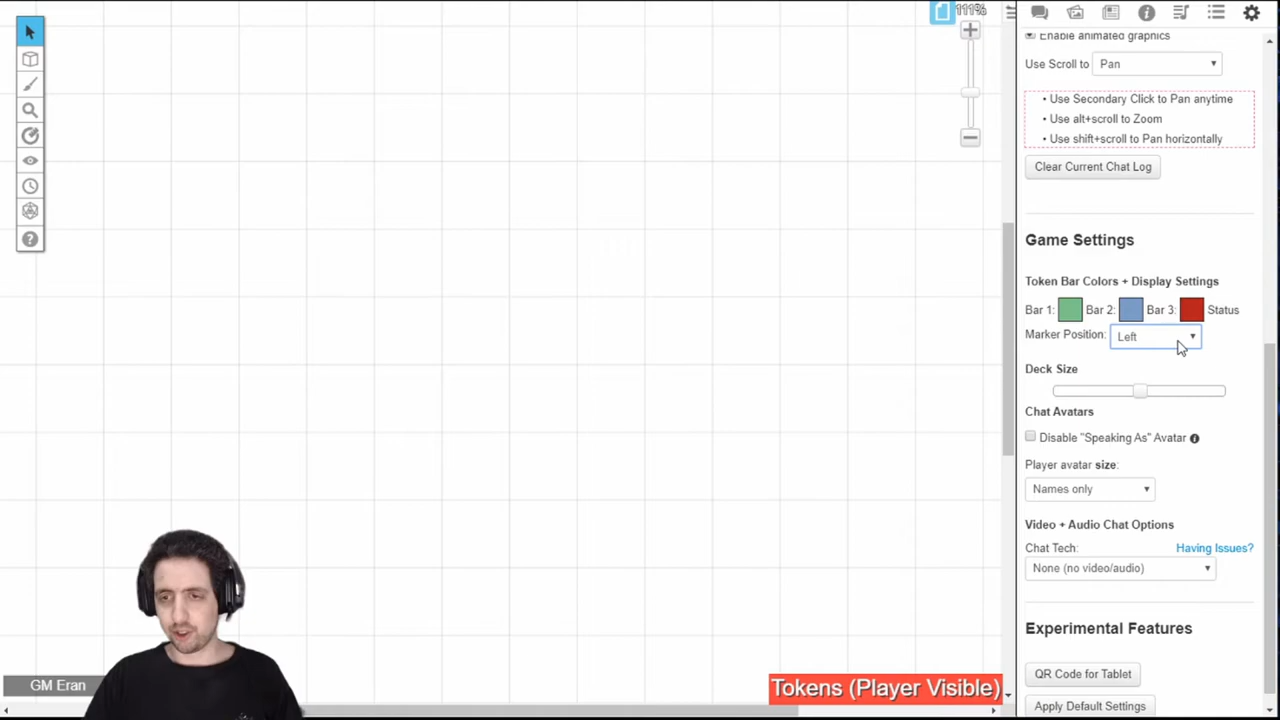 111%
Enable animated graphics
Use Scroll to Pan
• Use Secondary Click to Pan anytime
• Use alt+scroll to Zoom
• Use shift+scroll to Pan horizontally
Clear Current Chat Log
Game Settings
Token Bar Colors + Display Settings
Bar 1: Bar 2: Bar 3: Status
Marker Position: Left
Deck Size
Chat Avatars
Disable "Speaking As" Avatar
Player avatar size:
Names only
Video + Audio Chat Options
Chat Tech: Having Issues?
None (no video/audio)
Experimental Features
QR Code for Tablet
Apply Default Settings
GM Eran
Tokens (Player Visible)